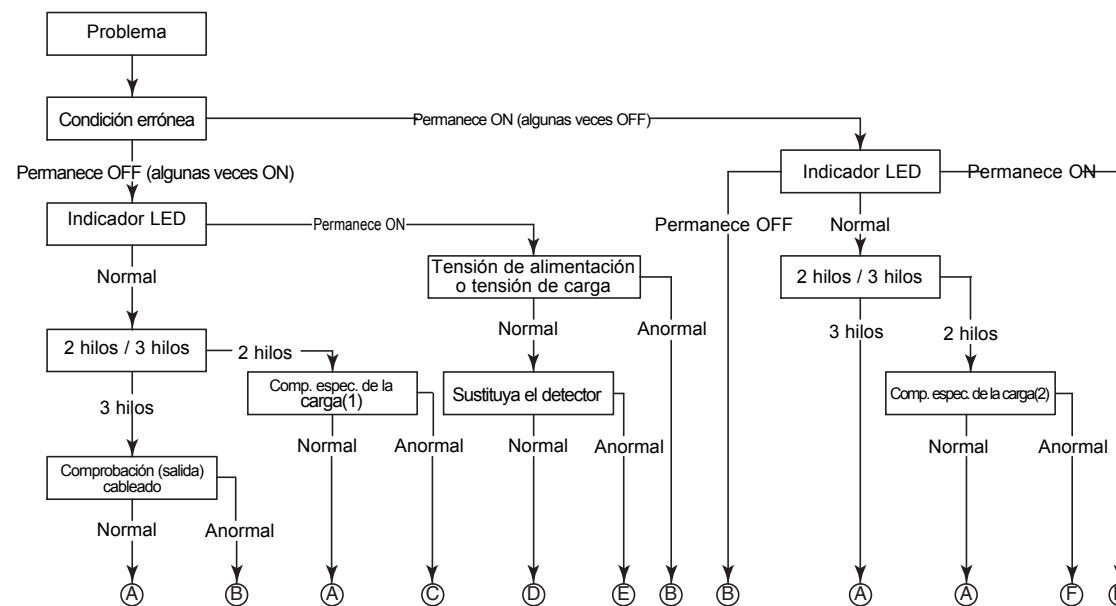 Problema
Condición errónea
Permanece ON (algunas veces OFF)
Permanece OFF (algunas veces ON)
Indicador LED
Permanece ON
Indicador LED
Permanece ON
Permanece OFF
Normal
Normal
Tensión de alimentación
o tensión de carga
2 hilos / 3 hilos
Normal
Anormal
3 hilos
2 hilos
2 hilos / 3 hilos
2 hilos
Comp. espec. de la
carga(1)
Sustituya el detector
Comp. espec. de la carga(2)
3 hilos
Normal
Anormal
Normal
Anormal
Normal
Anormal
Comprobación (salida)
cableado
Normal
Anormal
A
B
A
C
D
E
B
B
A
A
F